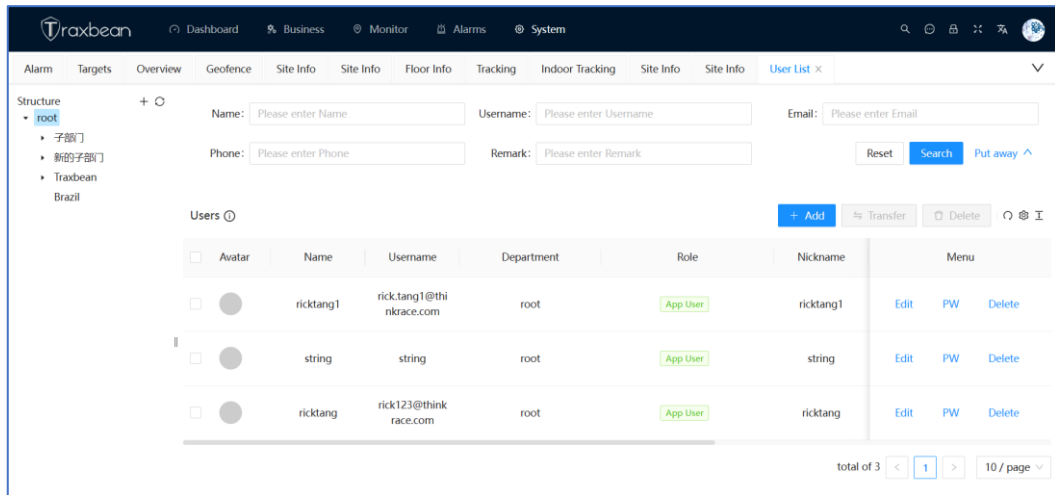 Traxbean Dashboard Business Monitor Alarms System
Alarm Targets Overview Geofence Site Info Site Info Floor Info Tracking Indoor Tracking Site Info Site Info User List ×
Structure +
root
子部门
新的子部门
Traxbean
Brazil
Name: Please enter Name Username: Please enter Username Email: Please enter Email
Phone: Please enter Phone Remark: Please enter Remark Reset Search Put away
Users + Add Transfer Delete
Avatar Name Username Department Role Nickname Menu
ricktang1 rick.tang1@thi
nkrace.com root App User ricktang1 Edit PW Delete
string string root App User string Edit PW Delete
ricktang rick123@think
race.com root App User ricktang Edit PW Delete
total of 3 < 1 > 10 / page